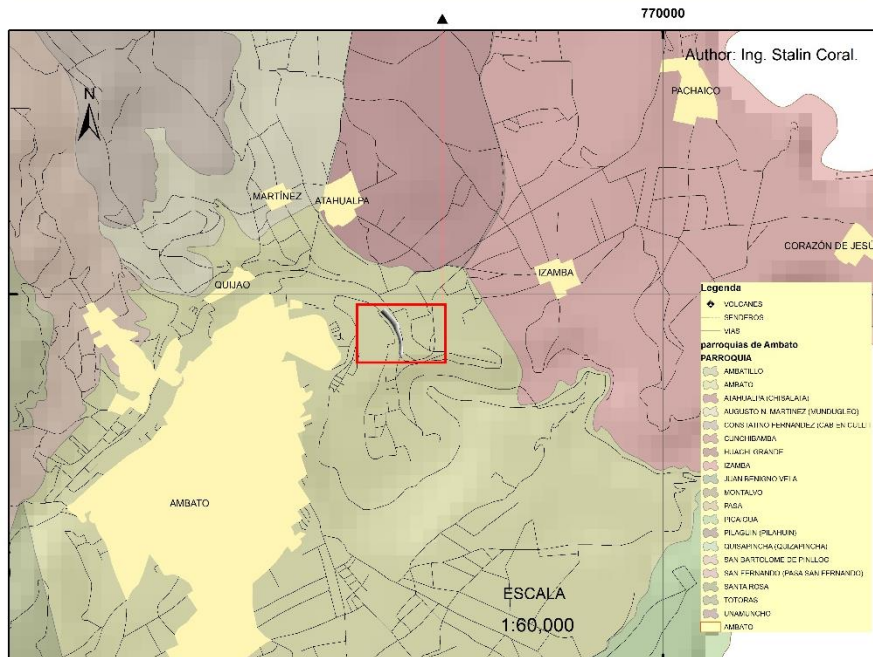 770000
Author: Ing. Stalin Coral.
N
PACHAICO
MARTÍNEZ
ATAHUALPA
CORAZÓN DE JESÚ
IZAMBA
QUIJAO
AMBATO
ESCALA
1:60,000
Legenda
VOLCANES
SENDEROS
VIAS
parroquias de Ambato
PARROQUIA
AMBATILLO
AMBATO
ATAHUALPA (CHISALATA)
AUGUSTO N. MARTINEZ (MUNDUGLEO)
CONSTATINO FERNANDEZ (CAB EN CULLI
CUNCHIBAMBA
HUACHI GRANDE
IZAMBA
JUAN BENIGNO VELA
MONTALVO
PASA
PICAIGUA
PILAGUIN (PILAHUIN)
QUISAPINCHA (QUIZAPINCHA)
SAN BARTOLOME DE PINLLOG
SAN FERNANDO (PASA SAN FERNANDO)
SANTA ROSA
TOTORAS
UNAMUNCHO
AMBATO